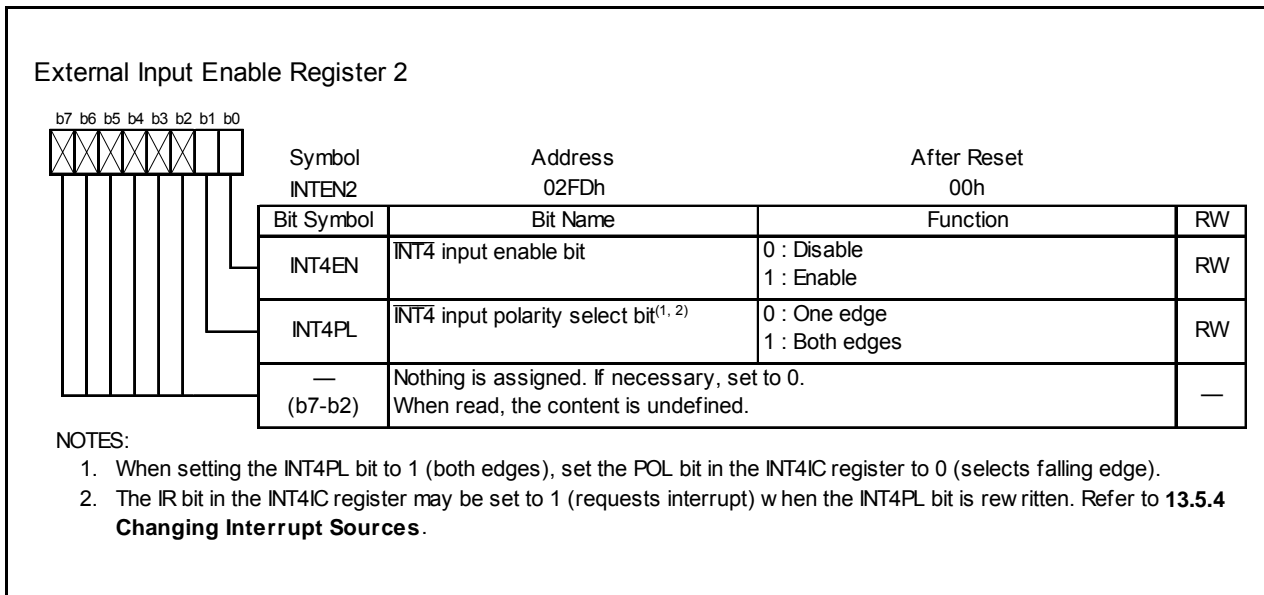 External Input Enable Register 2
b7 b6 b5 b4 b3 b2 b1 b0
Symbol Address After Reset
INTEN2 02FDh 00h
Bit Symbol Bit Name Function RW
INT4EN INT4 input enable bit 0 : Disable RW
1 : Enable
INT4PL INT4 input polarity select bit(1, 2) 0 : One edge RW
1 : Both edges
— Nothing is assigned. If necessary, set to 0. —
(b7-b2) When read, the content is undefined.
NOTES:
1. When setting the INT4PL bit to 1 (both edges), set the POL bit in the INT4IC register to 0 (selects falling edge).
2. The IR bit in the INT4IC register may be set to 1 (requests interrupt) when the INT4PL bit is rewritten. Refer to 13.5.4
Changing Interrupt Sources.